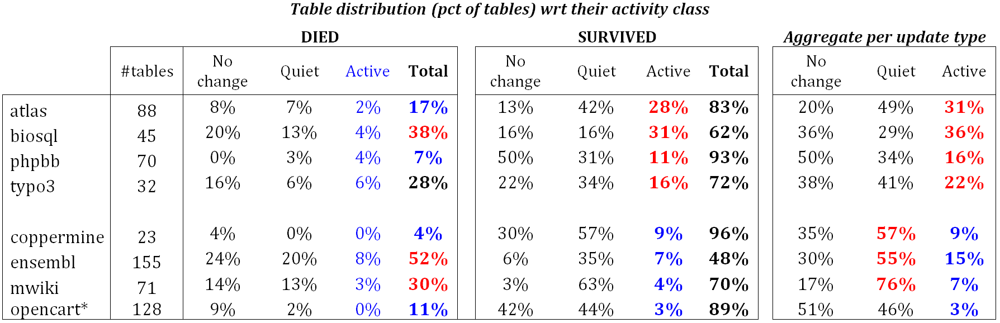 Table distribution (pct of tables) wrt their activity class
DIED SURVIVED Aggregate per update type
#tables No change Quiet Active Total No change Quiet Active Total No change Quiet Active
atlas 88 8% 7% 2% 17% 13% 42% 28% 83% 20% 49% 31%
biosql 45 20% 13% 4% 38% 16% 16% 31% 62% 36% 29% 36%
phpbb 70 0% 3% 4% 7% 50% 31% 11% 93% 50% 34% 16%
typo3 32 16% 6% 6% 28% 22% 34% 16% 72% 38% 41% 22%
coppermine 23 4% 0% 0% 4% 30% 57% 9% 96% 35% 57% 9%
ensembl 155 24% 20% 8% 52% 6% 35% 7% 48% 30% 55% 15%
mwiki 71 14% 13% 3% 30% 3% 63% 4% 70% 17% 76% 7%
opencart* 128 9% 2% 0% 11% 42% 44% 3% 89% 51% 46% 3%